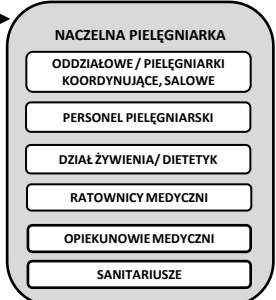 NACZELNA PIELĘGNIARKA
ODDZIAŁOWE / PIELĘGNIARKI
KOORDYNUJĄCE, SALOWE
PERSONEL PIELĘGNIARSKI
DZIAŁ ŻYWIENIA/ DIETETYK
RATOWNICY MEDYCZNI
OPIEKUNOWIE MEDYCZNI
SANITARIUSZE